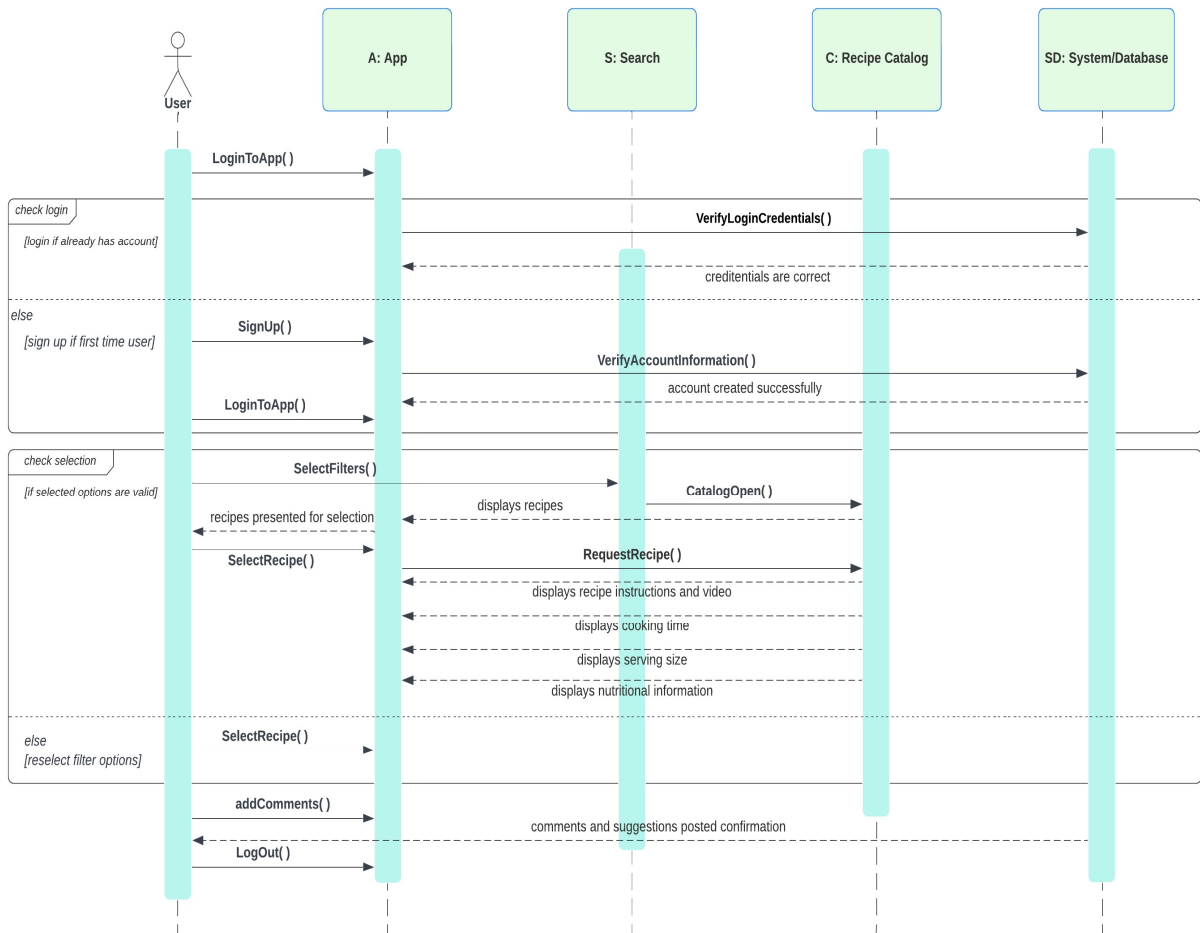 A: App
S: Search
C: Recipe Catalog
SD: System/Database
User
LoginToApp( )
check login
VerifyLoginCredentials( )
[login if already has account]
creditentials are correct
else
SignUp( )
[sign up if first time user]
VerifyAccountInformation( )
account created successfully
LoginToApp( )
check selection
SelectFilters( )
[if selected options are valid]
CatalogOpen( )
displays recipes
recipes presented for selection
RequestRecipe( )
SelectRecipe( )
displays recipe instructions and video
displays cooking time
displays serving size
displays nutritional information
SelectRecipe( )
else
[reselect filter options]
addComments( )
comments and suggestions posted confirmation
LogOut( )